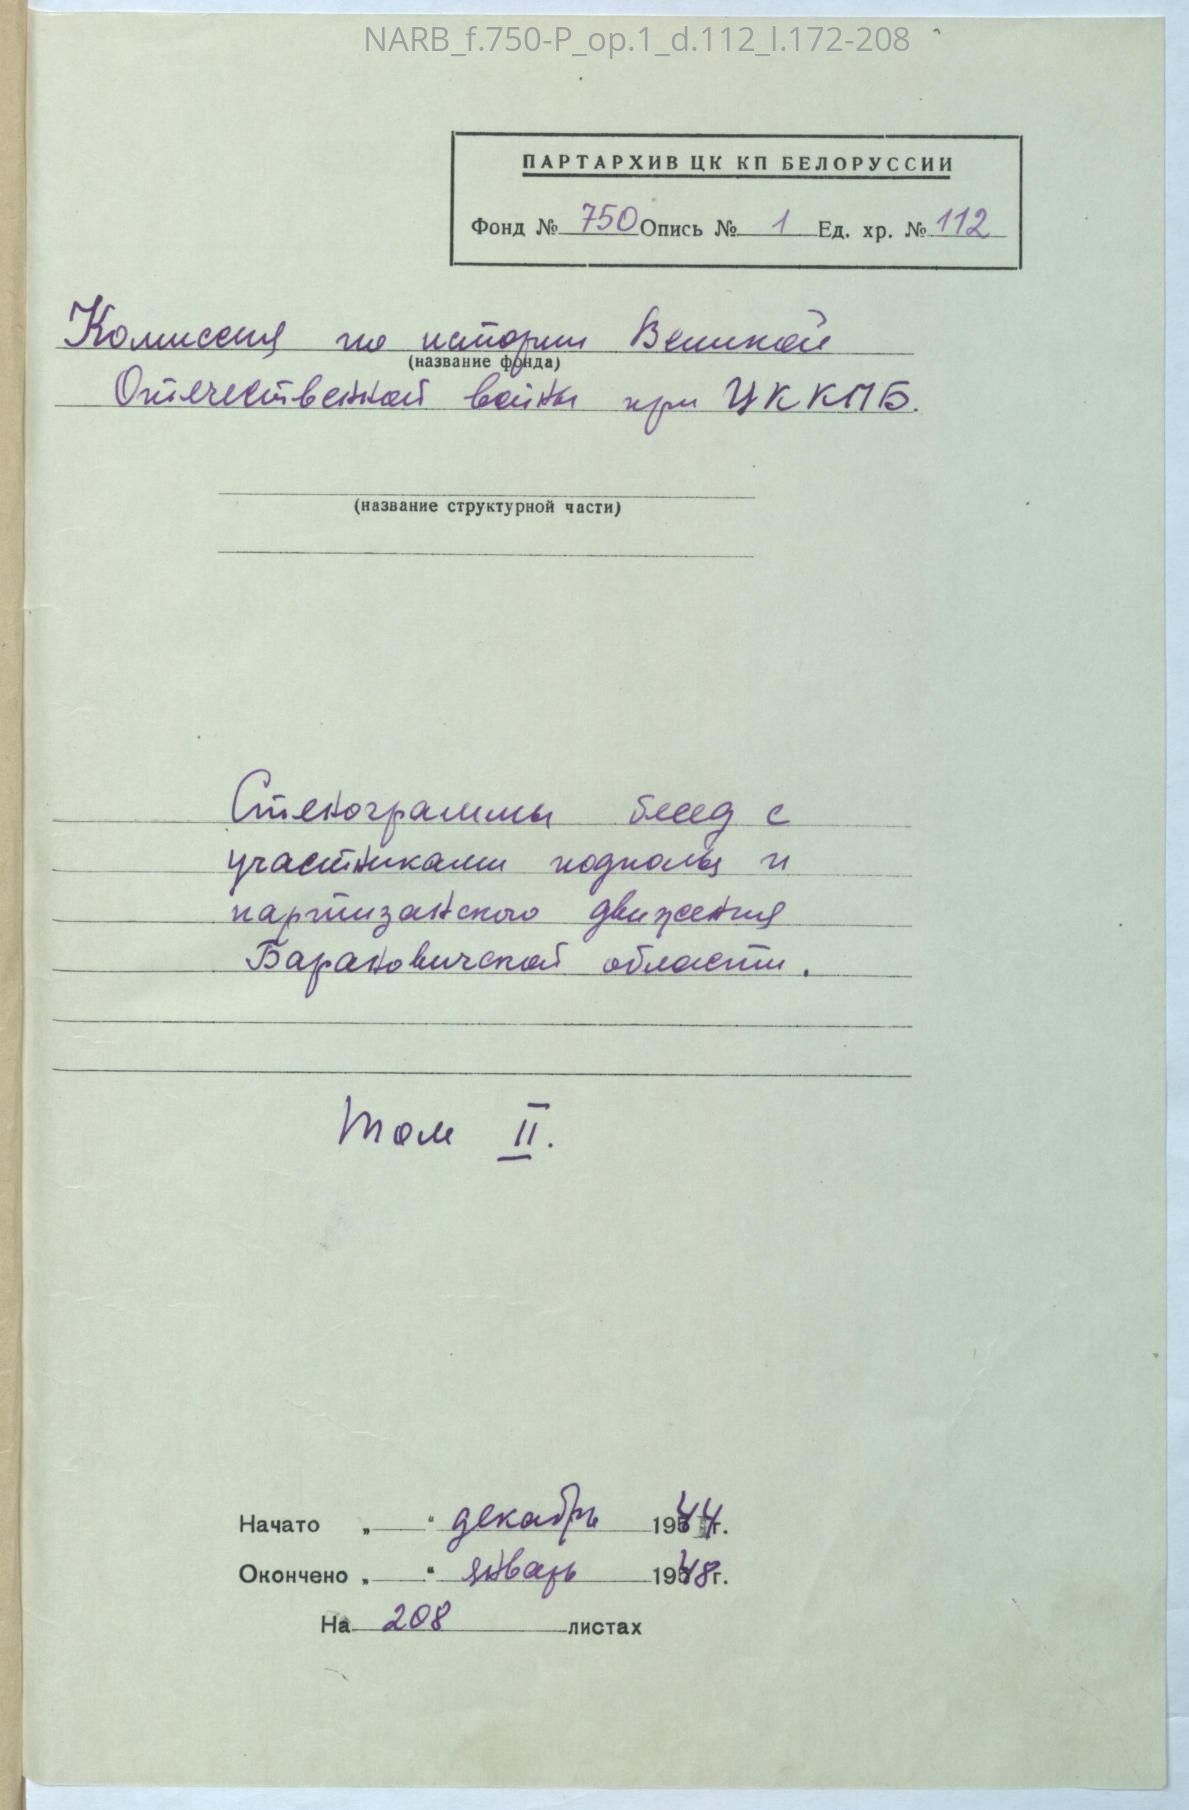 NARB_f.750-P_op.1_d.112_l.172-208
ПАРТАРХИВ ЦК КП БЕЛОРУССИИ
Фонд № 750 Опись № 1 Ед. хр. № 112
Комиссия по истории Великой
(название фонда)
Отечественной войны при ЦК КПБ.
(название структурной части)
Стенограммы бесед с
участниками подполья и
партизанского движения
Барановичской области.
Том II.
Начато „ “ декабрь 1944г.
Окончено „ “ январь 1948г.
На 208 листах